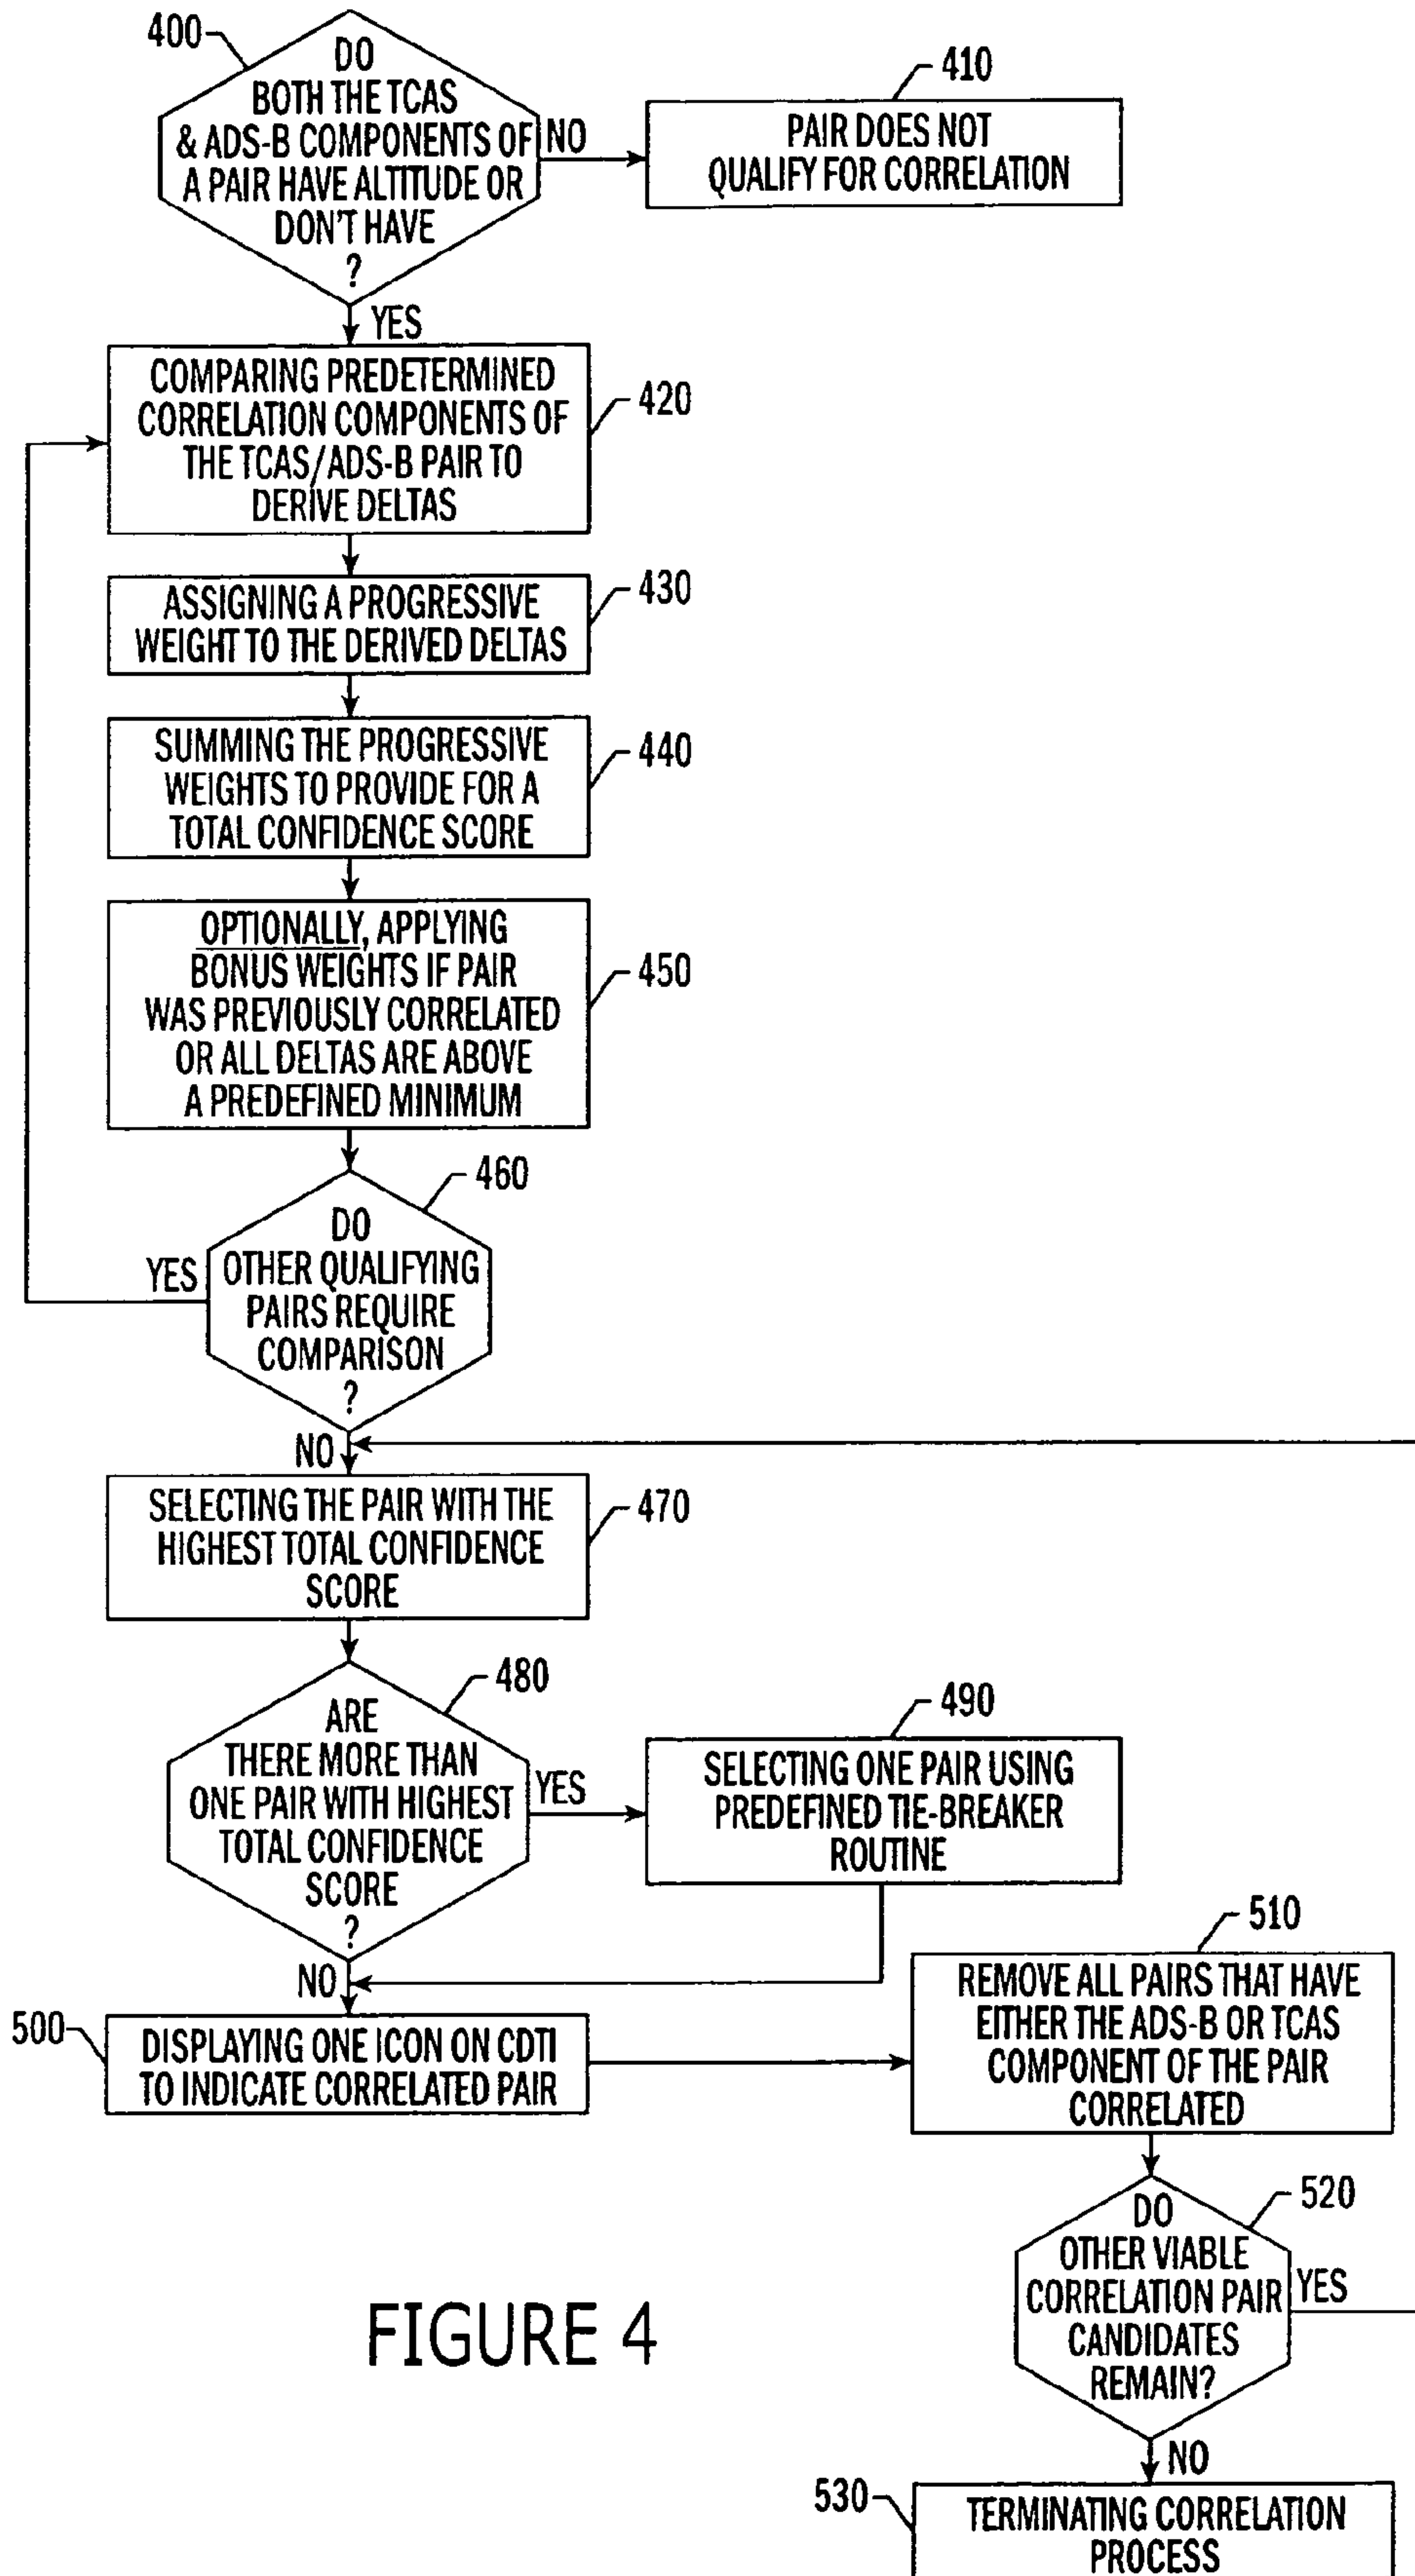 400
DO
BOTH THE TCAS
& ADS-B COMPONENTS OF
A PAIR HAVE ALTITUDE OR
DON'T HAVE
?
NO
410
PAIR DOES NOT
QUALIFY FOR CORRELATION
YES
COMPARING PREDETERMINED
CORRELATION COMPONENTS OF
THE TCAS/ADS-B PAIR TO
DERIVE DELTAS
420
ASSIGNING A PROGRESSIVE
WEIGHT TO THE DERIVED DELTAS
430
SUMMING THE PROGRESSIVE
WEIGHTS TO PROVIDE FOR A
TOTAL CONFIDENCE SCORE
440
OPTIONALLY, APPLYING
BONUS WEIGHTS IF PAIR
WAS PREVIOUSLY CORRELATED
OR ALL DELTAS ARE ABOVE
A PREDEFINED MINIMUM
450
460
DO
OTHER QUALIFYING
PAIRS REQUIRE
COMPARISON
?
YES
NO
SELECTING THE PAIR WITH THE
HIGHEST TOTAL CONFIDENCE
SCORE
470
480
ARE
THERE MORE THAN
ONE PAIR WITH HIGHEST
TOTAL CONFIDENCE
SCORE
?
YES
490
SELECTING ONE PAIR USING
PREDEFINED TIE-BREAKER
ROUTINE
NO
500
DISPLAYING ONE ICON ON CDTI
TO INDICATE CORRELATED PAIR
510
REMOVE ALL PAIRS THAT HAVE
EITHER THE ADS-B OR TCAS
COMPONENT OF THE PAIR
CORRELATED
520
DO
OTHER VIABLE
CORRELATION PAIR
CANDIDATES
REMAIN?
YES
NO
FIGURE 4
530
TERMINATING CORRELATION
PROCESS